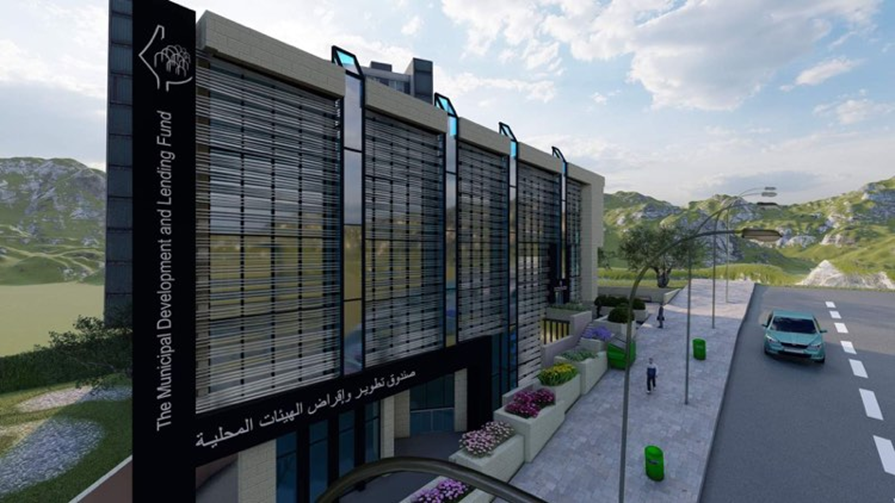 The Municipal Development and Lending Fund
صندوق تطوير وإقراض الهيئات المحلية